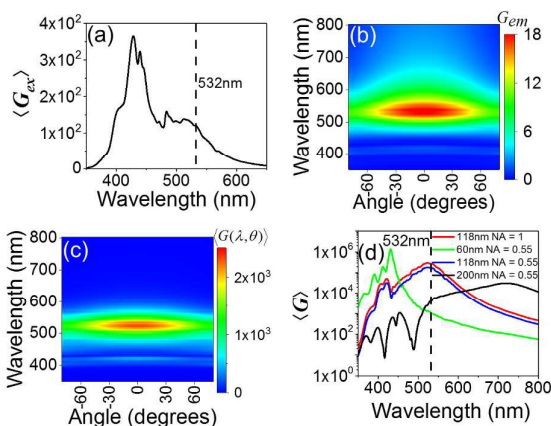 (a)
⟨G_ex⟩
4x10²
3x10²
2x10²
1x10²
0
532nm
400 500 600
Wavelength (nm)
(b)
G_em
Wavelength (nm)
800
700
600
500
400
-60 -30 0 30 60
Angle (degrees)
18
12
6
0
(c)
⟨G(λ,θ)⟩
Wavelength (nm)
800
700
600
500
400
-60 -30 0 30 60
Angle (degrees)
2x10³
1x10³
0
(d)
532nm
118nm NA = 1
60nm NA = 0.55
118nm NA = 0.55
200nm NA = 0.55
⟨G⟩
1x10⁶
1x10⁴
1x10²
1x10⁰
400 500 600 700 800
Wavelength (nm)